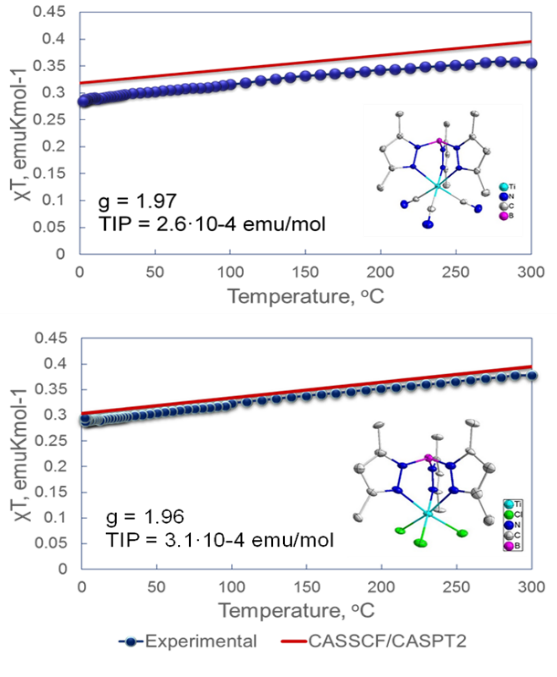 0.45
0.4
0.35
0.3
0.25
0.2
0.15
0.1
0.05
0
χT, emuKmol-1
g = 1.97
TIP = 2.6·10-4 emu/mol
Ti
N
C
B
0 50 100 150 200 250 300
Temperature, ºC
0.45
0.4
0.35
0.3
0.25
0.2
0.15
0.1
0.05
0
χT, emuKmol-1
g = 1.96
TIP = 3.1·10-4 emu/mol
Ti
Cl
N
C
B
0 50 100 150 200 250 300
Temperature, ºC
Experimental CASSCF/CASPT2